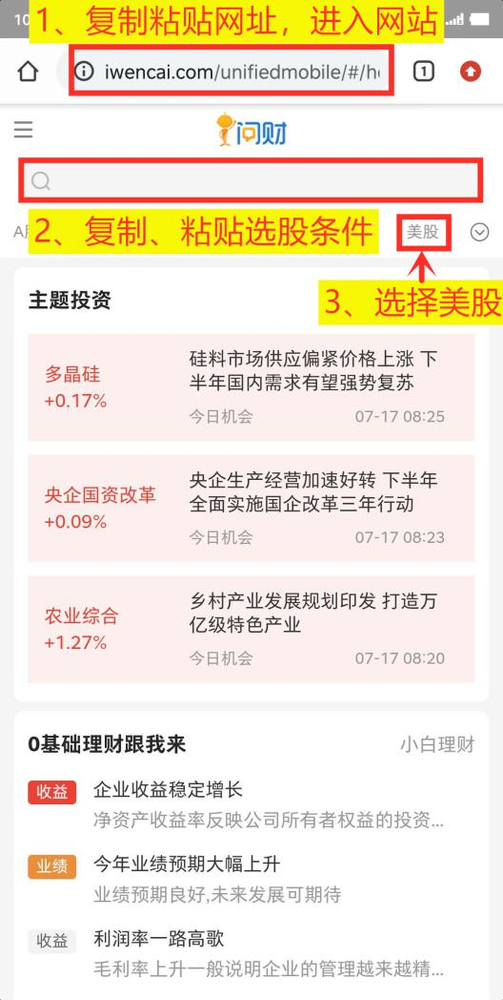 1、复制粘贴网址，进入网站
iwencai.com/unifiedmobile/#/h
1
问财
2、复制、粘贴选股条件
美股
3、选择美股
主题投资
多晶硅
+0.17%
硅料市场供应偏紧价格上涨 下
半年国内需求有望强势复苏
今日机会 07-17 08:25
央企国资改革
+0.09%
央企生产经营加速好转 下半年
全面实施国企改革三年行动
今日机会 07-17 08:23
农业综合
+1.27%
乡村产业发展规划印发 打造万
亿级特色产业
今日机会 07-17 08:20
0基础理财跟我来 小白理财
收益 企业收益稳定增长
净资产收益率反映公司所有者权益的投资...
业绩 今年业绩预期大幅上升
业绩预期良好,未来发展可期待
收益 利润率一路高歌
毛利率上升一般说明企业的管理越来越精...